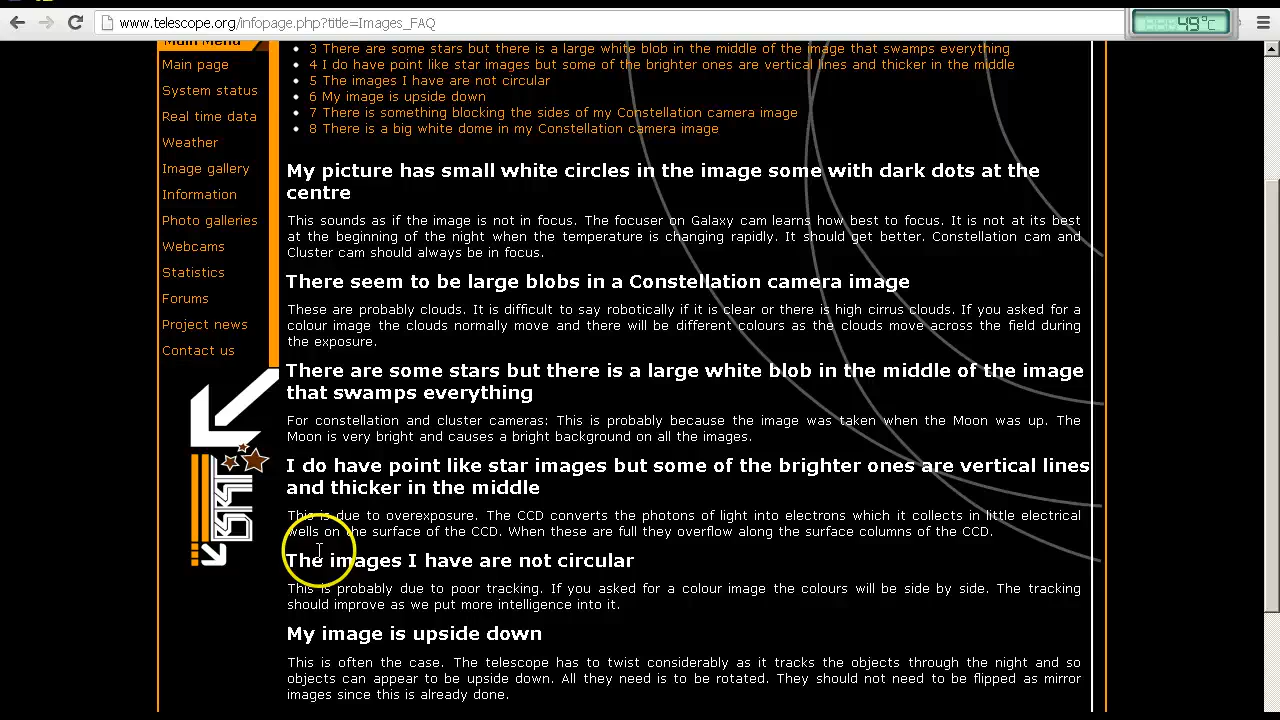 www.telescope.org/infopage.php?title=Images_FAQ
49°C
Main Menu
Main page
System status
Real time data
Weather
Image gallery
Information
Photo galleries
Webcams
Statistics
Forums
Project news
Contact us
3 There are some stars but there is a large white blob in the middle of the image that swamps everything
4 I do have point like star images but some of the brighter ones are vertical lines and thicker in the middle
5 The images I have are not circular
6 My image is upside down
7 There is something blocking the sides of my Constellation camera image
8 There is a big white dome in my Constellation camera image
My picture has small white circles in the image some with dark dots at the
centre
This sounds as if the image is not in focus. The focuser on Galaxy cam learns how best to focus. It is not at its best
at the beginning of the night when the temperature is changing rapidly. It should get better. Constellation cam and
Cluster cam should always be in focus.
There seem to be large blobs in a Constellation camera image
These are probably clouds. It is difficult to say robotically if it is clear or there is high cirrus clouds. If you asked for a
colour image the clouds normally move and there will be different colours as the clouds move across the field during
the exposure.
There are some stars but there is a large white blob in the middle of the image
that swamps everything
For constellation and cluster cameras: This is probably because the image was taken when the Moon was up. The
Moon is very bright and causes a bright background on all the images.
I do have point like star images but some of the brighter ones are vertical lines
and thicker in the middle
This is due to overexposure. The CCD converts the photons of light into electrons which it collects in little electrical
wells on the surface of the CCD. When these are full they overflow along the surface columns of the CCD.
The images I have are not circular
This is probably due to poor tracking. If you asked for a colour image the colours will be side by side. The tracking
should improve as we put more intelligence into it.
My image is upside down
This is often the case. The telescope has to twist considerably as it tracks the objects through the night and so
objects can appear to be upside down. All they need is to be rotated. They should not need to be flipped as mirror
images since this is already done.